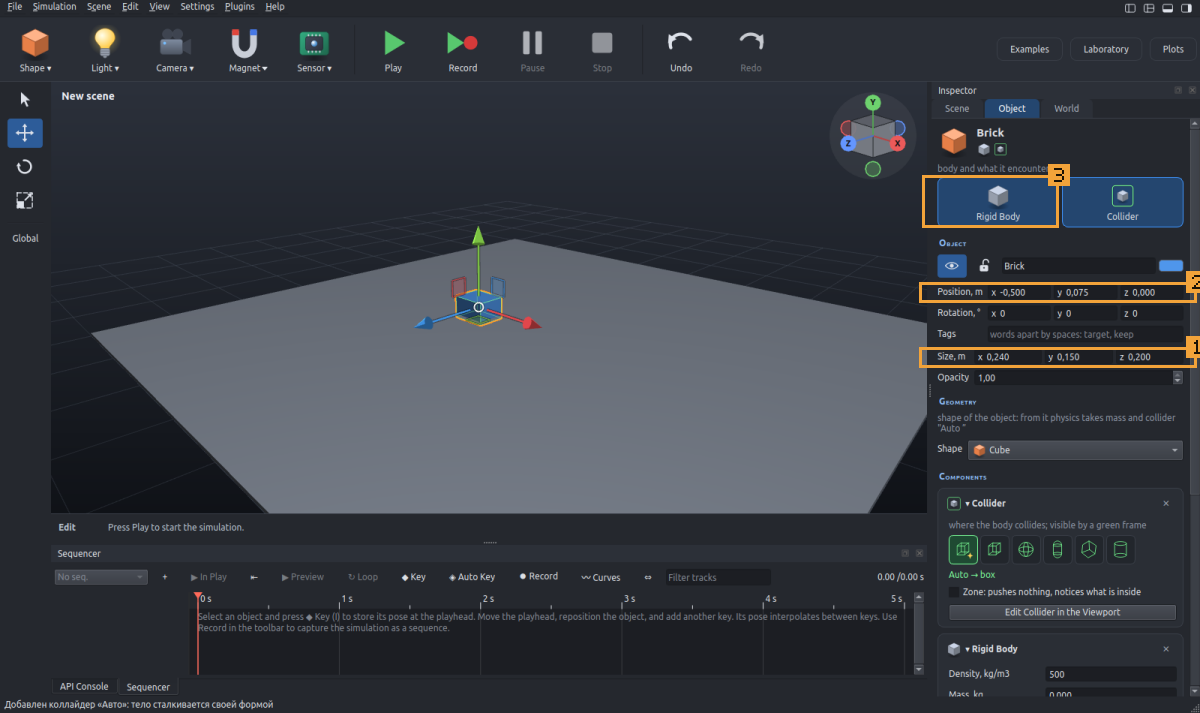 File Simulation Scene Edit View Settings Plugins Help
Shape ▾ Light ▾ Camera ▾ Magnet ▾ Sensor ▾ Play Record Pause Stop Undo Redo
Examples Laboratory Plots
New scene
Global
Y
Z
X
Inspector
Scene Object World
Brick
body and what it encounter
3
Rigid Body
Collider
Object
Brick
2
Position, m x -0,500 y 0,075 z 0,000
Rotation, ° x 0 y 0 z 0
Tags words apart by spaces: target, keep
1
Size, m x 0,240 y 0,150 z 0,200
Opacity 1,00
Geometry
shape of the object: from it physics takes mass and collider
"Auto "
Shape Cube
Components
▾ Collider
where the body collides; visible by a green frame
Auto → box
Zone: pushes nothing, notices what is inside
Edit Collider in the Viewport
▾ Rigid Body
Density, kg/m3 500
Mass, kg 0,000
Edit Press Play to start the simulation.
Sequencer
No seq. + ▶ In Play ▶ Preview ↻ Loop ◆ Key ◈ Auto Key ● Record Curves Filter tracks 0.00 /0.00 s
0 s 1 s 2 s 3 s 4 s 5 s
Select an object and press ◆ Key (I) to store its pose at the playhead. Move the playhead, reposition the object, and add another key. Its pose interpolates between keys. Use
Record in the toolbar to capture the simulation as a sequence.
API Console Sequencer
Добавлен коллайдер «Авто»: тело сталкивается своей формой